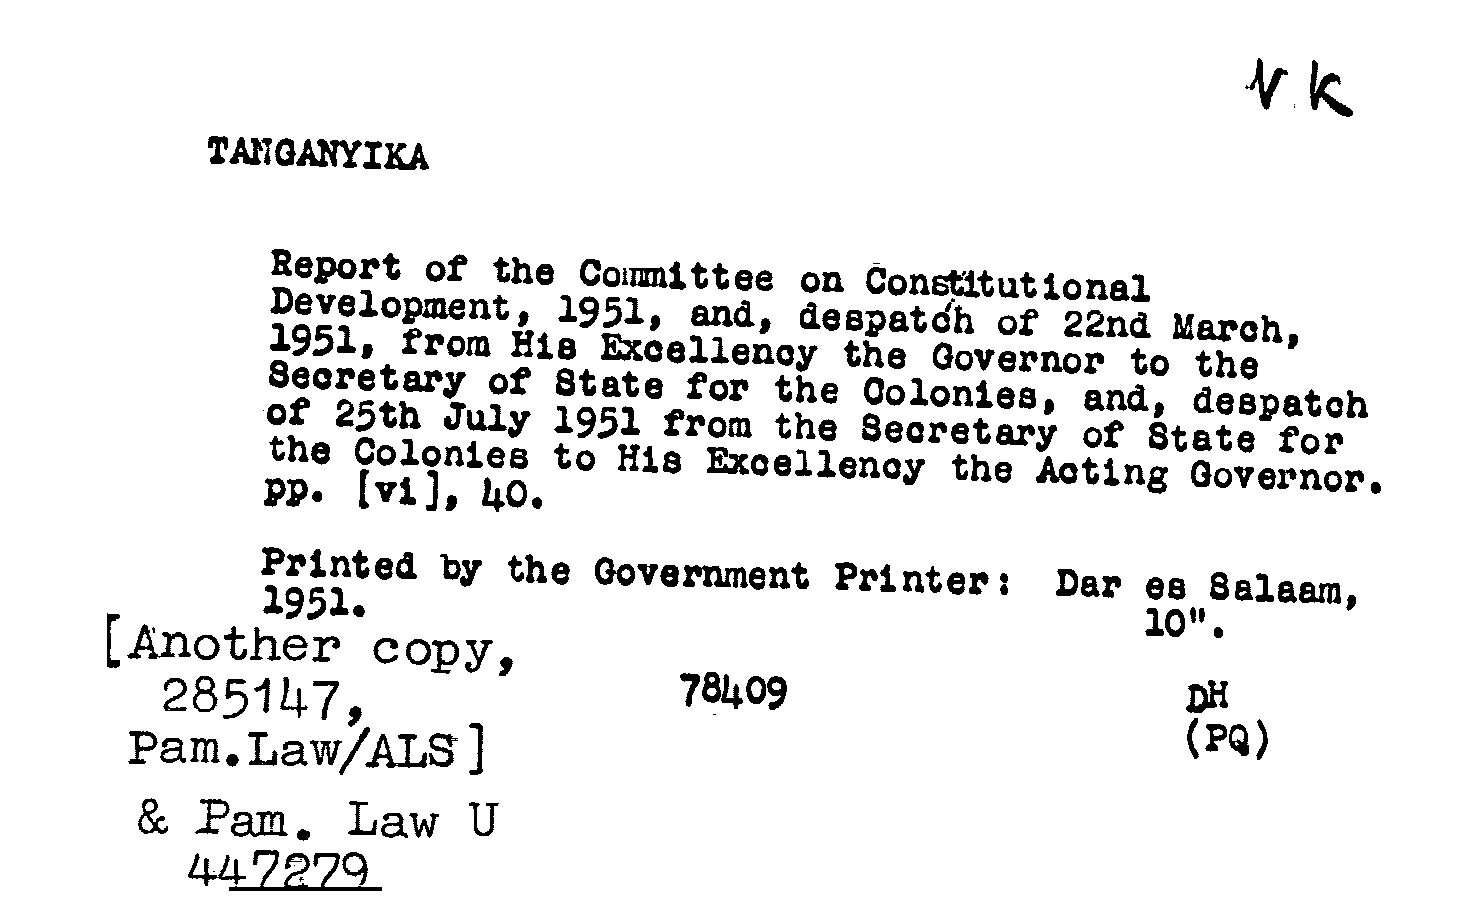 VK
TANGANYIKA
Report of the Committee on Constitutional
Development, 1951, and, despatch of 22nd March,
1951, from His Excellency the Governor to the
Secretary of State for the Colonies, and, despatch
of 25th July 1951 from the Secretary of State for
the Colonies to His Excellency the Acting Governor.
pp. [vi], 40.
Printed by the Government Printer: Dar es Salaam,
1951. 10".
[Another copy,
285147, 78409 DH
Pam.Law/ALS] (PQ)
& Pam. Law U
447279